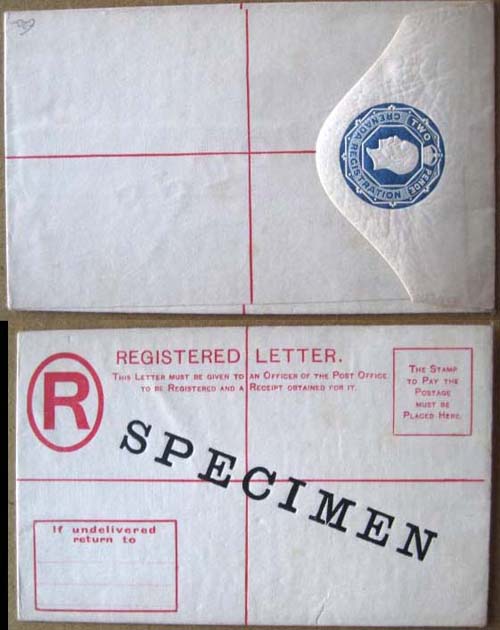 GRENADA REGISTRATION
TWO PENCE
REGISTERED LETTER.
THIS LETTER MUST BE GIVEN TO AN OFFICER OF THE POST OFFICE
TO BE REGISTERED AND A RECEIPT OBTAINED FOR IT.
R
THE STAMP
TO PAY THE
POSTAGE
MUST BE
PLACED HERE.
SPECIMEN
If undelivered
return to